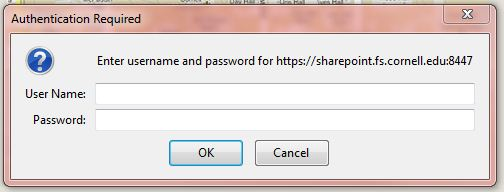 Authentication Required
Enter username and password for https://sharepoint.fs.cornell.edu:8447
User Name:
Password:
OK
Cancel